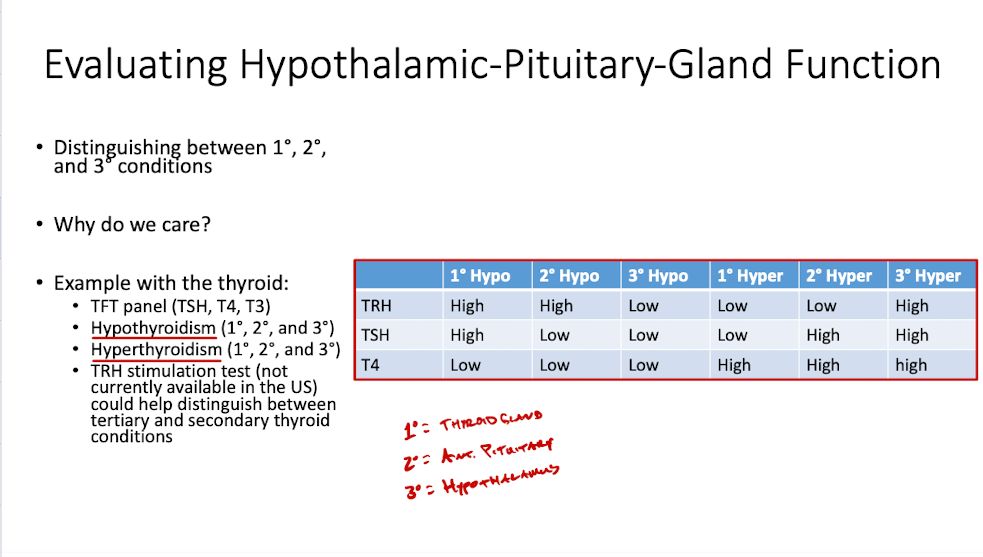 Evaluating Hypothalamic-Pituitary-Gland Function
• Distinguishing between 1°, 2°,
and 3° conditions
• Why do we care?
• Example with the thyroid:
• TFT panel (TSH, T4, T3)
• Hypothyroidism (1°, 2°, and 3°)
• Hyperthyroidism (1°, 2°, and 3°)
• TRH stimulation test (not
currently available in the US)
could help distinguish between
tertiary and secondary thyroid
conditions
1° Hypo 2° Hypo 3° Hypo 1° Hyper 2° Hyper 3° Hyper
TRH High High Low Low Low High
TSH High Low Low Low High High
T4 Low Low Low High High high
1° = THYROID GLAND
2° = ANT. PITUITARY
3° = HYPOTHALAMUS